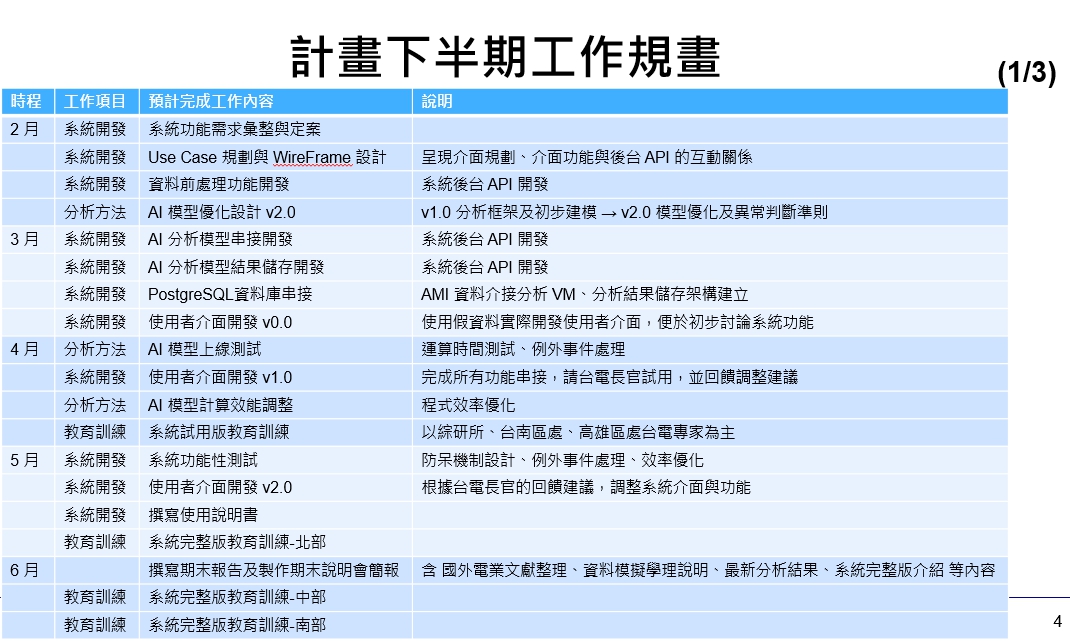 計畫下半期工作規畫
(1/3)
時程 工作項目 預計完成工作內容 說明
2 月 系統開發 系統功能需求彙整與定案
系統開發 Use Case 規劃與 WireFrame 設計 呈現介面規劃、介面功能與後台 API 的互動關係
系統開發 資料前處理功能開發 系統後台 API 開發
分析方法 AI 模型優化設計 v2.0 v1.0 分析框架及初步建模 → v2.0 模型優化及異常判斷準則
3 月 系統開發 AI 分析模型串接開發 系統後台 API 開發
系統開發 AI 分析模型結果儲存開發 系統後台 API 開發
系統開發 PostgreSQL資料庫串接 AMI 資料介接分析 VM、分析結果儲存架構建立
系統開發 使用者介面開發 v0.0 使用假資料實際開發使用者介面，便於初步討論系統功能
4 月 分析方法 AI 模型上線測試 運算時間測試、例外事件處理
系統開發 使用者介面開發 v1.0 完成所有功能串接，請台電長官試用，並回饋調整建議
分析方法 AI 模型計算效能調整 程式效率優化
教育訓練 系統試用版教育訓練 以綜研所、台南區處、高雄區處台電專家為主
5 月 系統開發 系統功能性測試 防呆機制設計、例外事件處理、效率優化
系統開發 使用者介面開發 v2.0 根據台電長官的回饋建議，調整系統介面與功能
系統開發 撰寫使用說明書
教育訓練 系統完整版教育訓練-北部
6 月 撰寫期末報告及製作期末說明會簡報 含 國外電業文獻整理、資料模擬學理說明、最新分析結果、系統完整版介紹 等內容
教育訓練 系統完整版教育訓練-中部
教育訓練 系統完整版教育訓練-南部
4